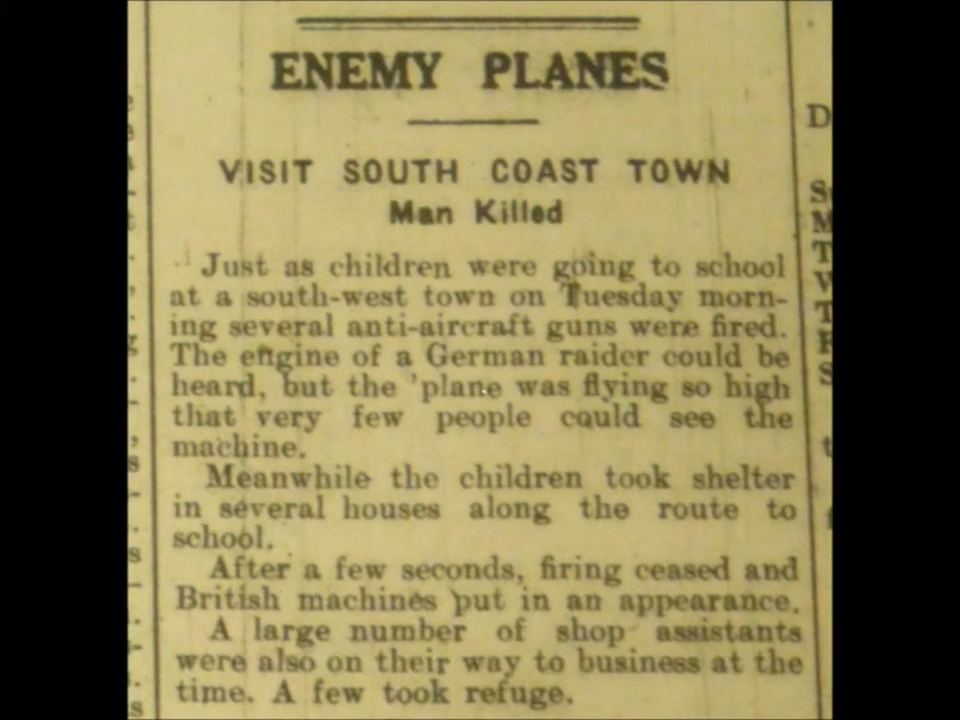 ENEMY PLANES
VISIT SOUTH COAST TOWN
Man Killed
Just as children were going to school
at a south-west town on Tuesday morn-
ing several anti-aircraft guns were fired.
The engine of a German raider could be
heard, but the 'plane was flying so high
that very few people could see the
machine.
Meanwhile the children took shelter
in several houses along the route to
school.
After a few seconds, firing ceased and
British machines put in an appearance.
A large number of shop assistants
were also on their way to business at the
time. A few took refuge.